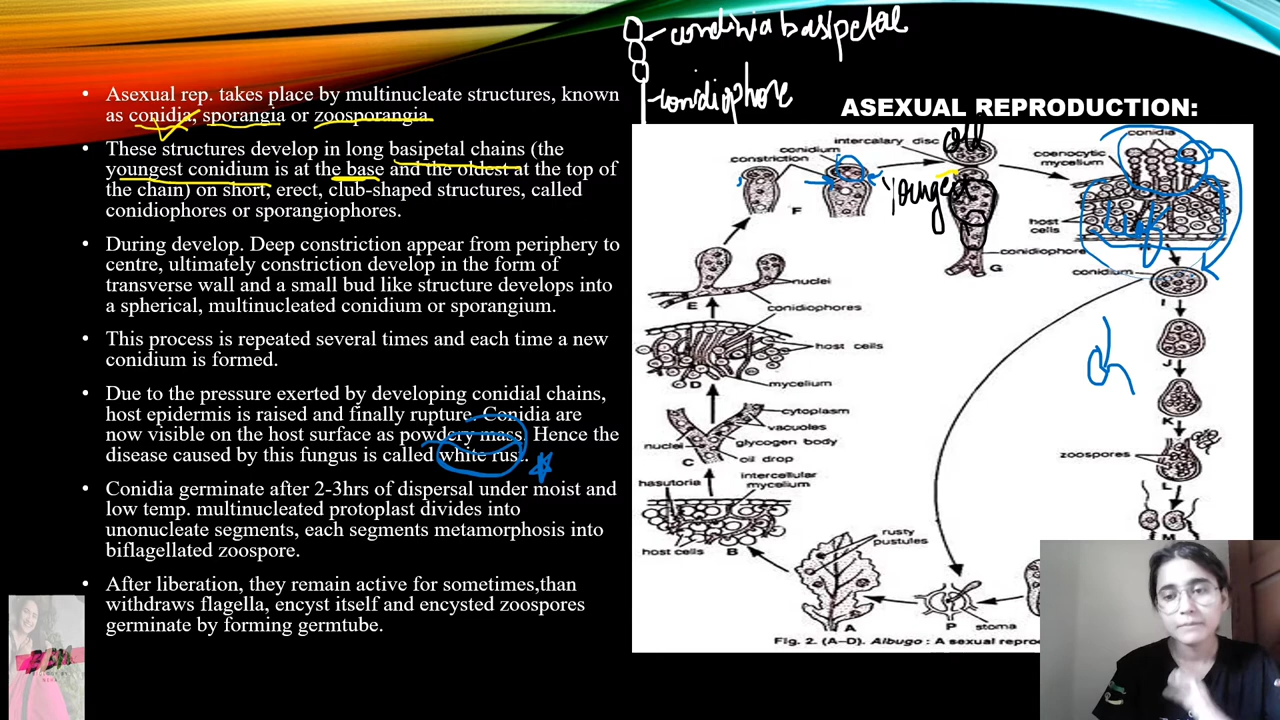 condinia basipetal
conidiophore
ASEXUAL REPRODUCTION:
• Asexual rep. takes place by multinucleate structures, known
as conidia, sporangia or zoosporangia.
• These structures develop in long basipetal chains (the
youngest conidium is at the base and the oldest at the top of
the chain) on short, erect, club-shaped structures, called
conidiophores or sporangiophores.
• During develop. Deep constriction appear from periphery to
centre, ultimately constriction develop in the form of
transverse wall and a small bud like structure develops into
a spherical, multinucleated conidium or sporangium.
• This process is repeated several times and each time a new
conidium is formed.
• Due to the pressure exerted by developing conidial chains,
host epidermis is raised and finally rupture. Conidia are
now visible on the host surface as powdery mass. Hence the
disease caused by this fungus is called white rust.
• Conidia germinate after 2-3hrs of dispersal under moist and
low temp. multinucleated protoplast divides into
unonucleate segments, each segments metamorphosis into
biflagellated zoospore.
• After liberation, they remain active for sometimes,than
withdraws flagella, encyst itself and encysted zoospores
germinate by forming germtube.
intercalary disc
conidium
constriction
old
youngest
conidia
coenocytic
mycelium
host
cells
conidiophore
conidium
F
G
I
nuclei
conidiophores
E
host cells
mycelium
D
J
K
zoospores
L
M
cytoplasm
vacuoles
nuclei
glycogen body
oil drop
C
hasutoria
intercellular
mycelium
host cells
B
rusty
pustules
A
P
stoma
Fig. 2. (A–D). Albugo : A sexual repro